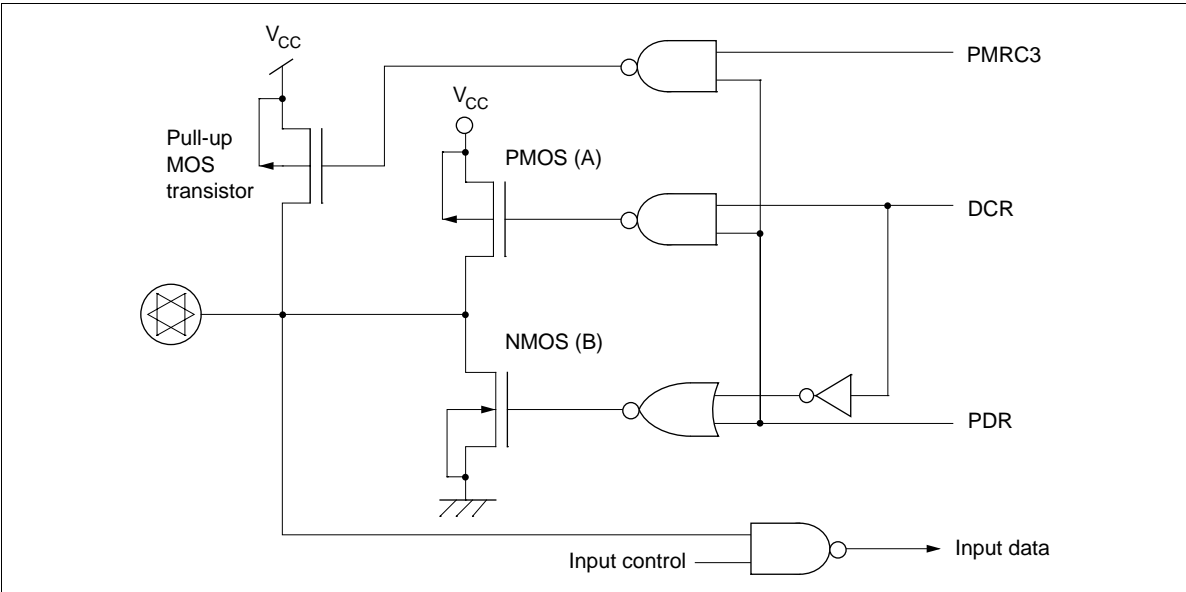 VCC
PMRC3
VCC
Pull-up
MOS
transistor
PMOS (A)
DCR
NMOS (B)
PDR
Input control
Input data